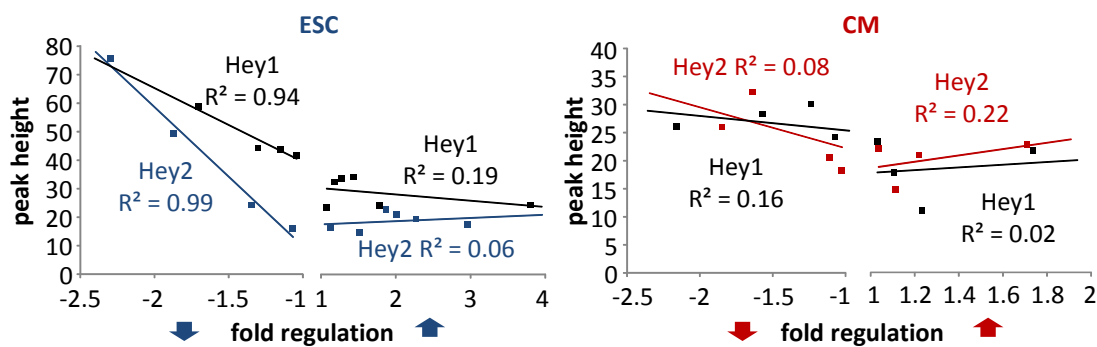 ESC
peak height
80
70
60
50
40
30
20
10
0
Hey1
R² = 0.94
Hey2
R² = 0.99
Hey1
R² = 0.19
Hey2 R² = 0.06
-2.5 -2 -1.5 -1 1 2 3 4
fold regulation
CM
peak height
40
35
30
25
20
15
10
5
0
Hey2 R² = 0.08
Hey1
R² = 0.16
Hey2
R² = 0.22
Hey1
R² = 0.02
-2.5 -2 -1.5 -1 1 1.2 1.4 1.6 1.8 2
fold regulation